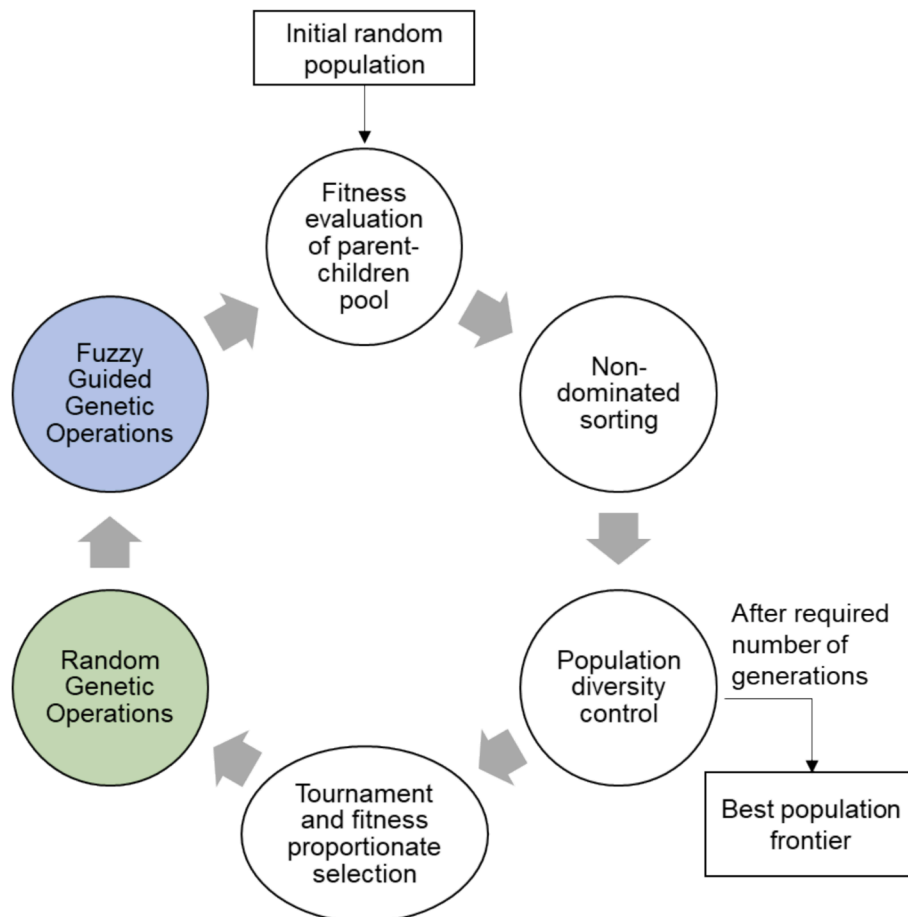 Initial random
population
Fitness
evaluation
of parent-
children
pool
Fuzzy
Guided
Genetic
Operations
Non-
dominated
sorting
Random
Genetic
Operations
Population
diversity
control
After required
number of
generations
Tournament
and fitness
proportionate
selection
Best population
frontier